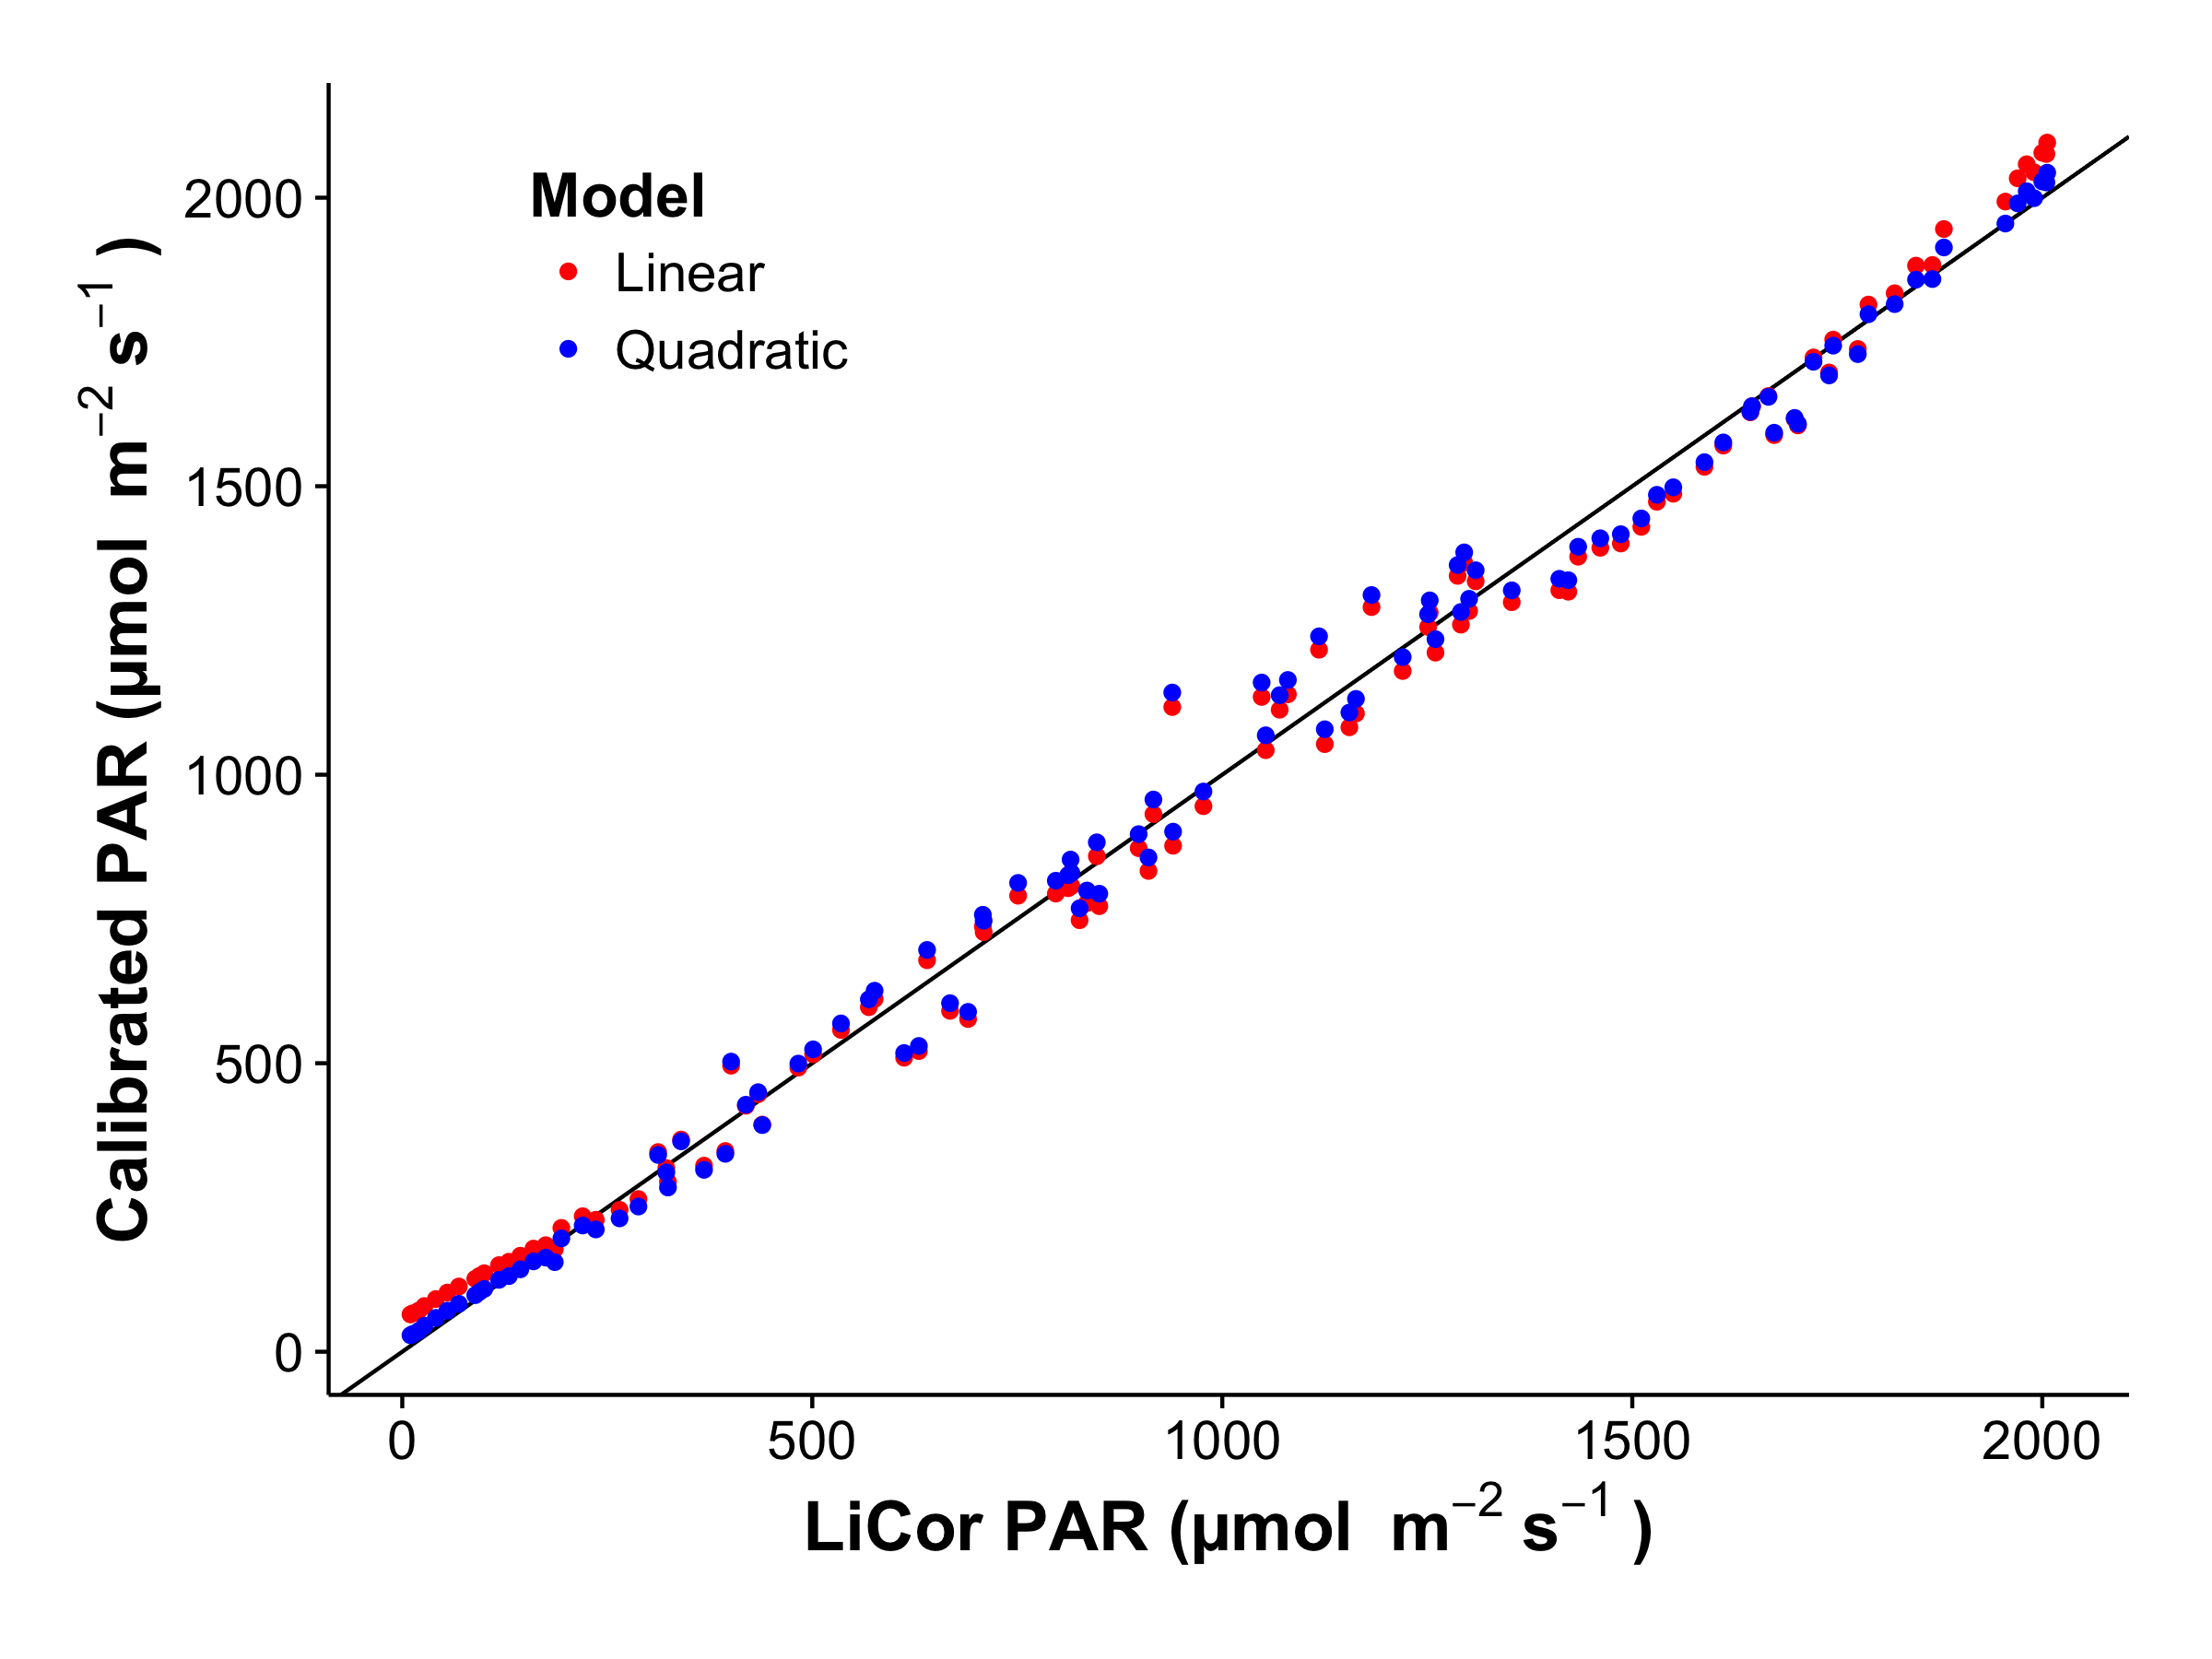 Model
Linear
Quadratic
2000
1500
1000
500
0
Calibrated PAR (µmol m⁻² s⁻¹)
0 500 1000 1500 2000
LiCor PAR (µmol m⁻² s⁻¹)